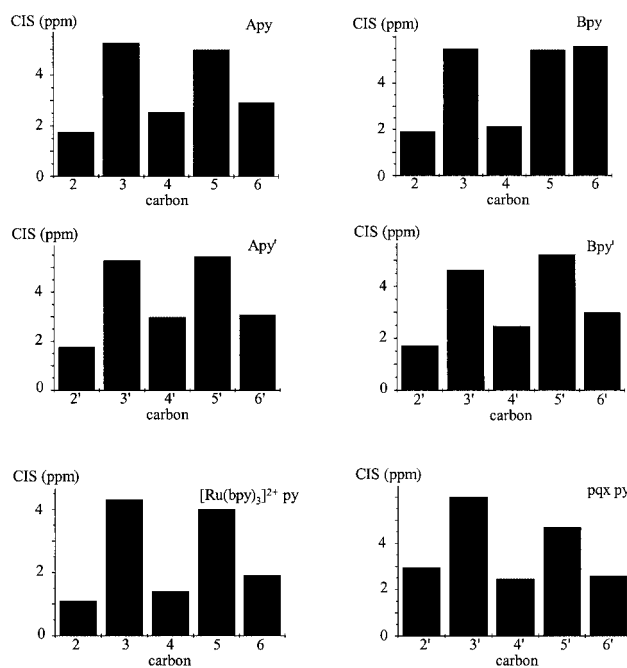 CIS (ppm)
Apy
4
2
0
2 3 4 5 6
carbon
CIS (ppm)
Bpy
4
2
0
2 3 4 5 6
carbon
CIS (ppm)
Apy'
4
2
0
2' 3' 4' 5' 6'
carbon
CIS (ppm)
Bpy'
4
2
0
2' 3' 4' 5' 6'
carbon
CIS (ppm)
[Ru(bpy)₃]²⁺ py
4
2
0
2 3 4 5 6
carbon
CIS (ppm)
pqx py
4
2
0
2' 3' 4' 5' 6'
carbon